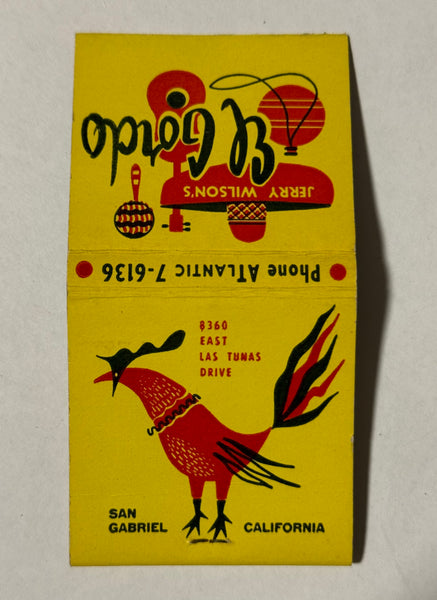 JERRY WILSON'S
El Gordo
Phone ATLANTIC 7-6136
8360
EAST
LAS TUNAS
DRIVE
SAN
GABRIEL
CALIFORNIA